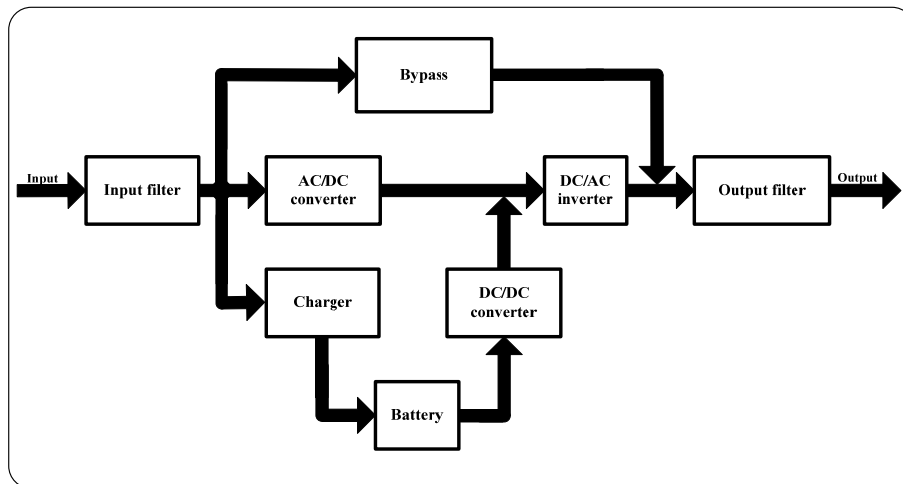 Bypass
Input
Input filter
AC/DC
converter
DC/AC
inverter
Output filter
Output
Charger
DC/DC
converter
Battery